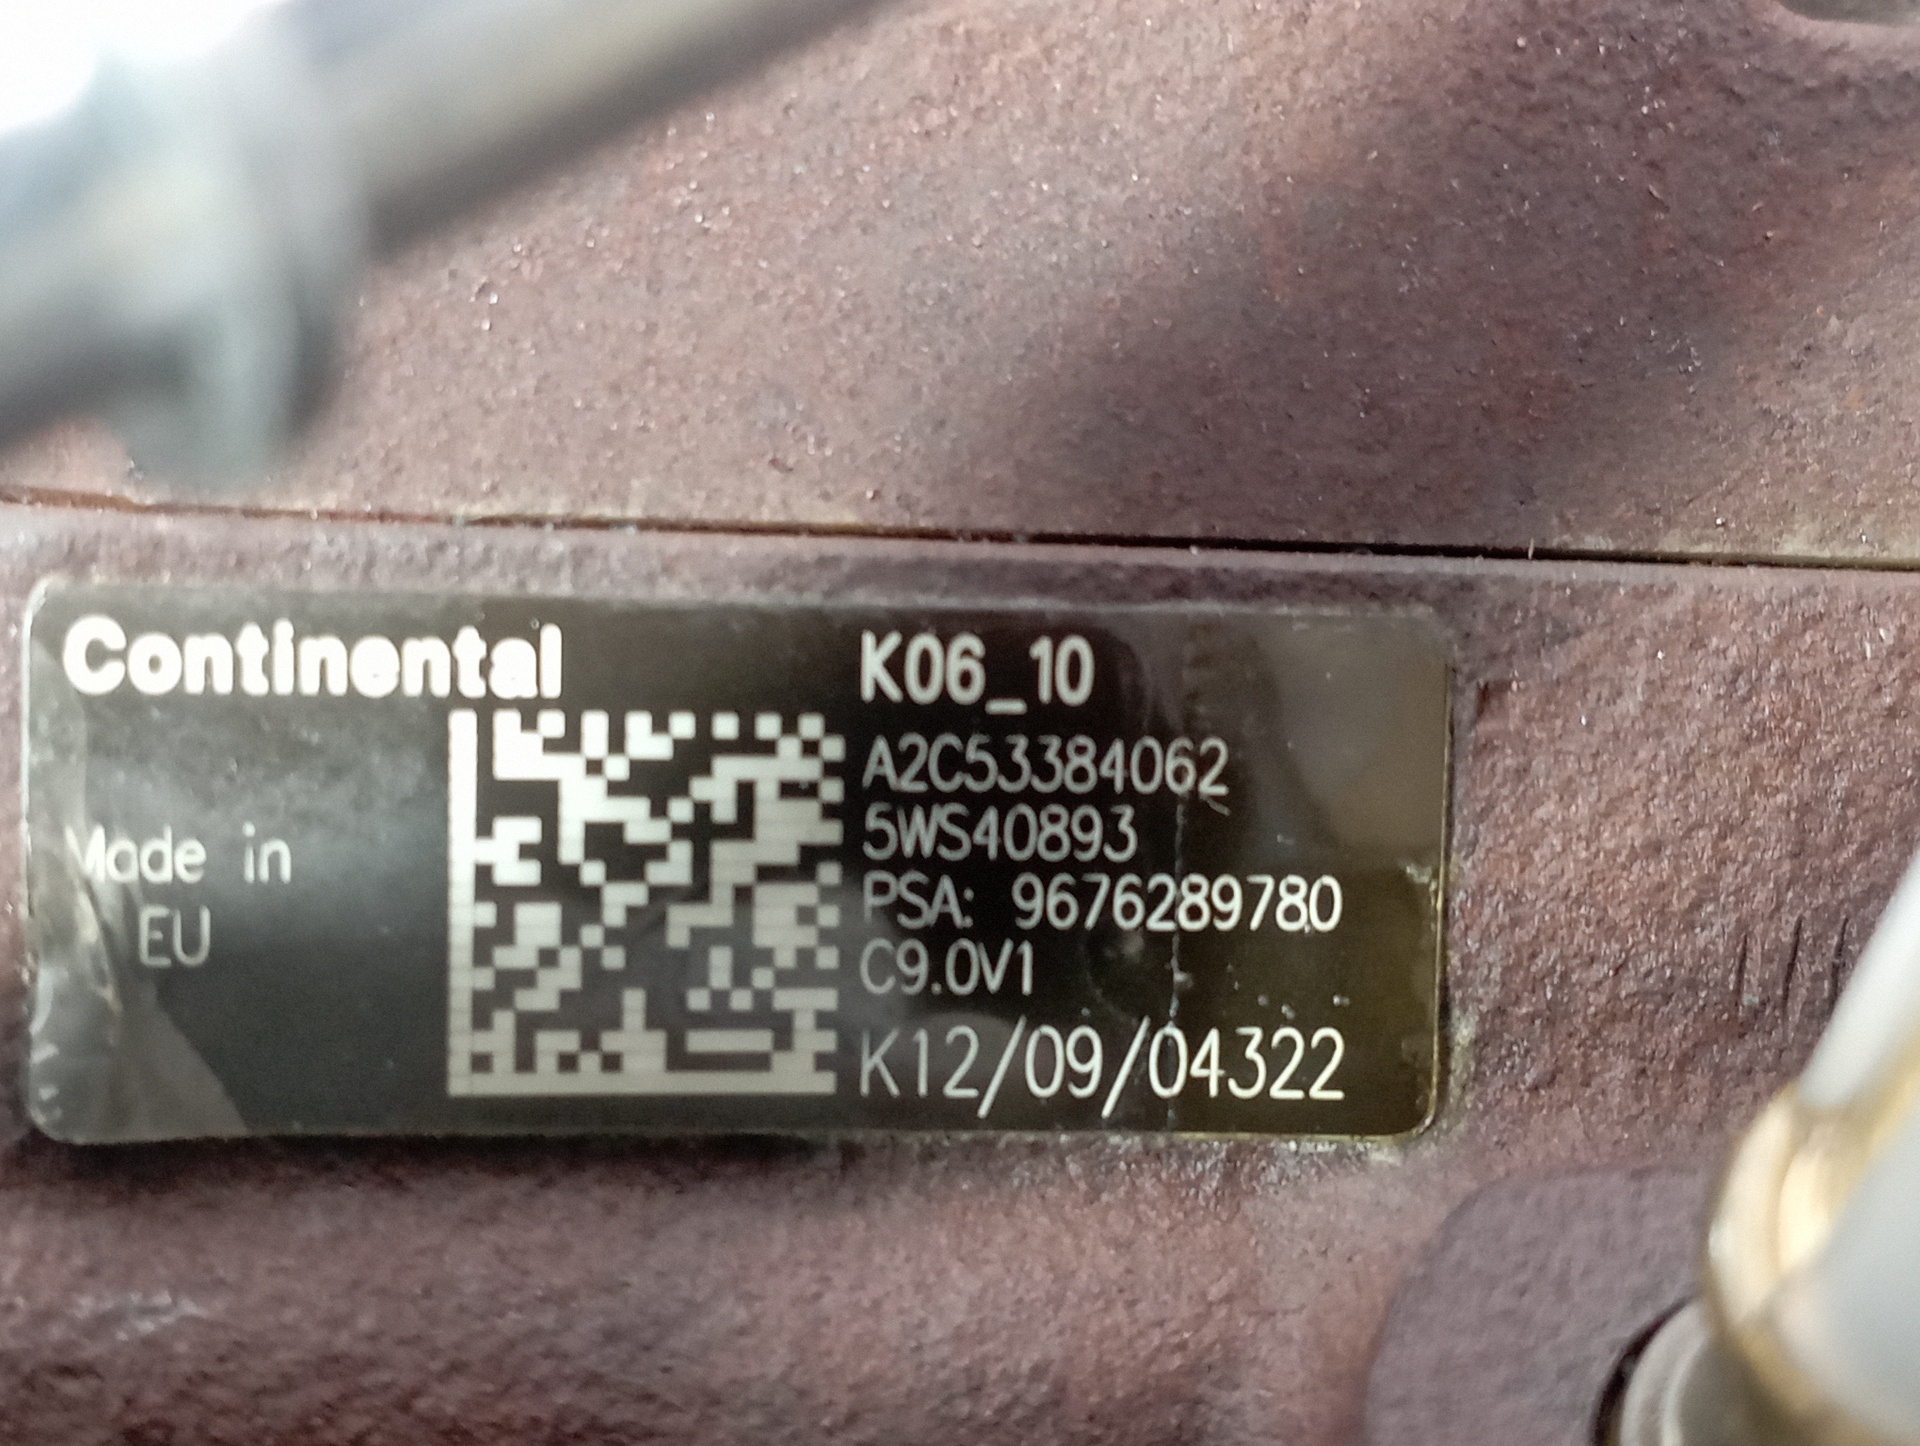 Continental
Made in
EU
K06_10
A2C53384062
5WS40893
PSA: 9676289780
C9.0V1
K12/09/04322